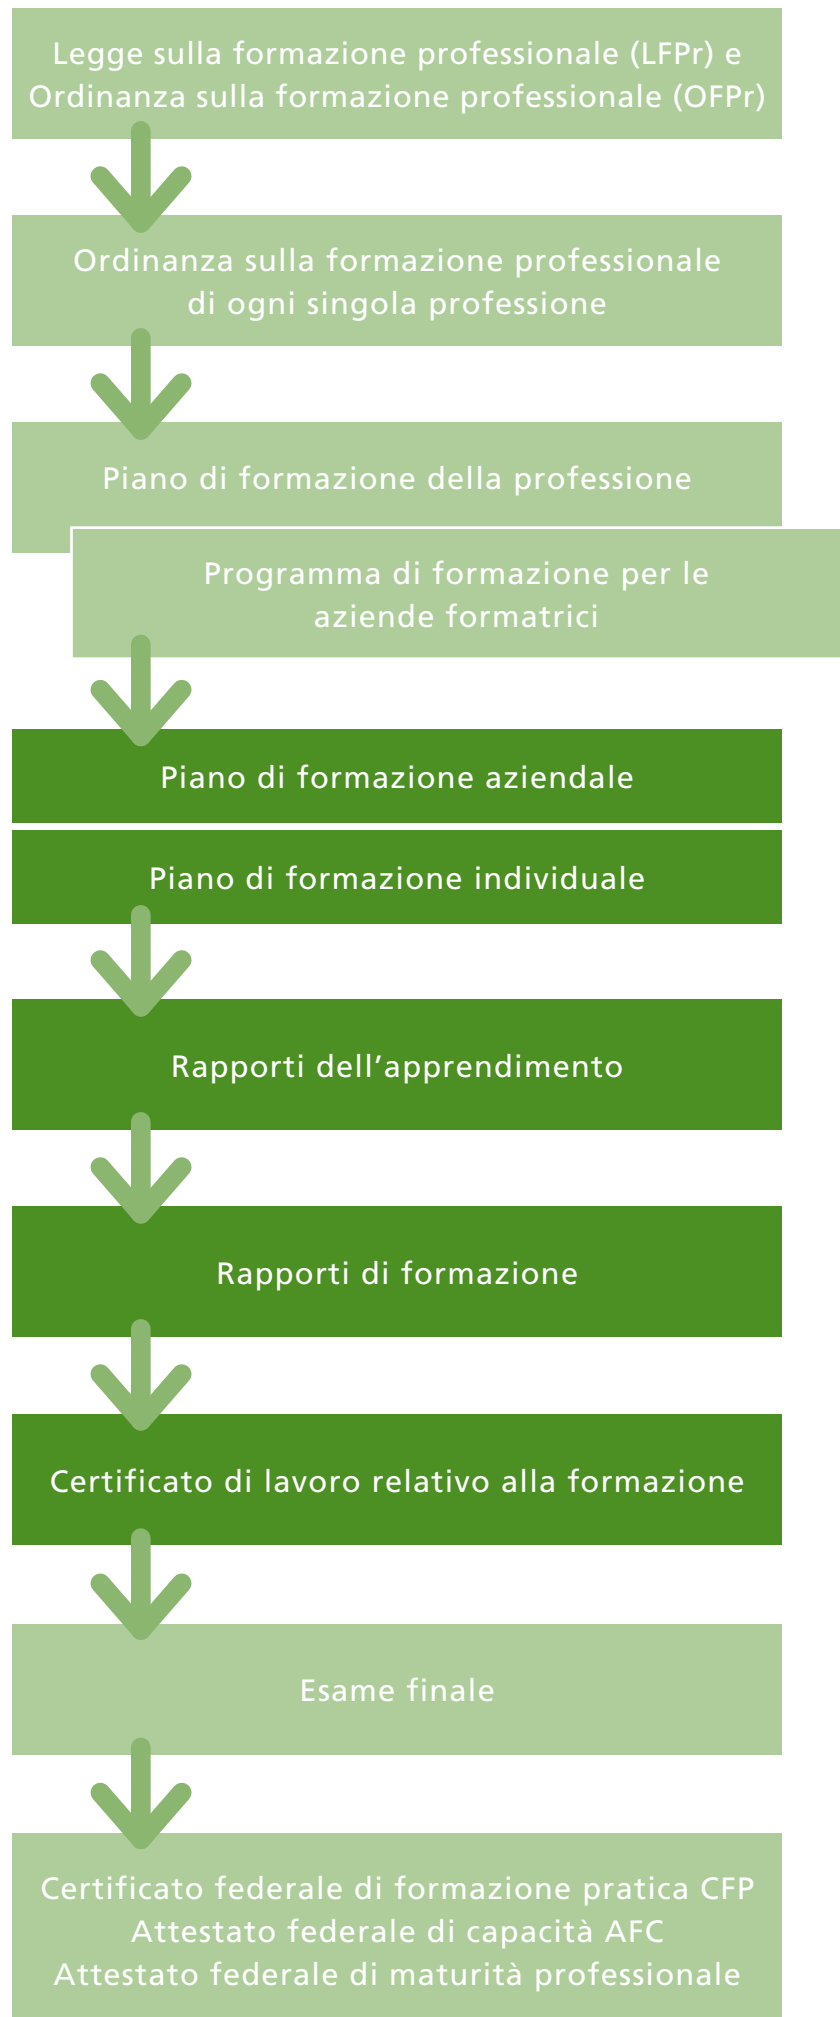 Legge sulla formazione professionale (LFPr) e
Ordinanza sulla formazione professionale (OFPr)
Ordinanza sulla formazione professionale
di ogni singola professione
Piano di formazione della professione
Programma di formazione per le
aziende formatrici
Piano di formazione aziendale
Piano di formazione individuale
Rapporti dell’apprendimento
Rapporti di formazione
Certificato di lavoro relativo alla formazione
Esame finale
Certificato federale di formazione pratica CFP
Attestato federale di capacità AFC
Attestato federale di maturità professionale